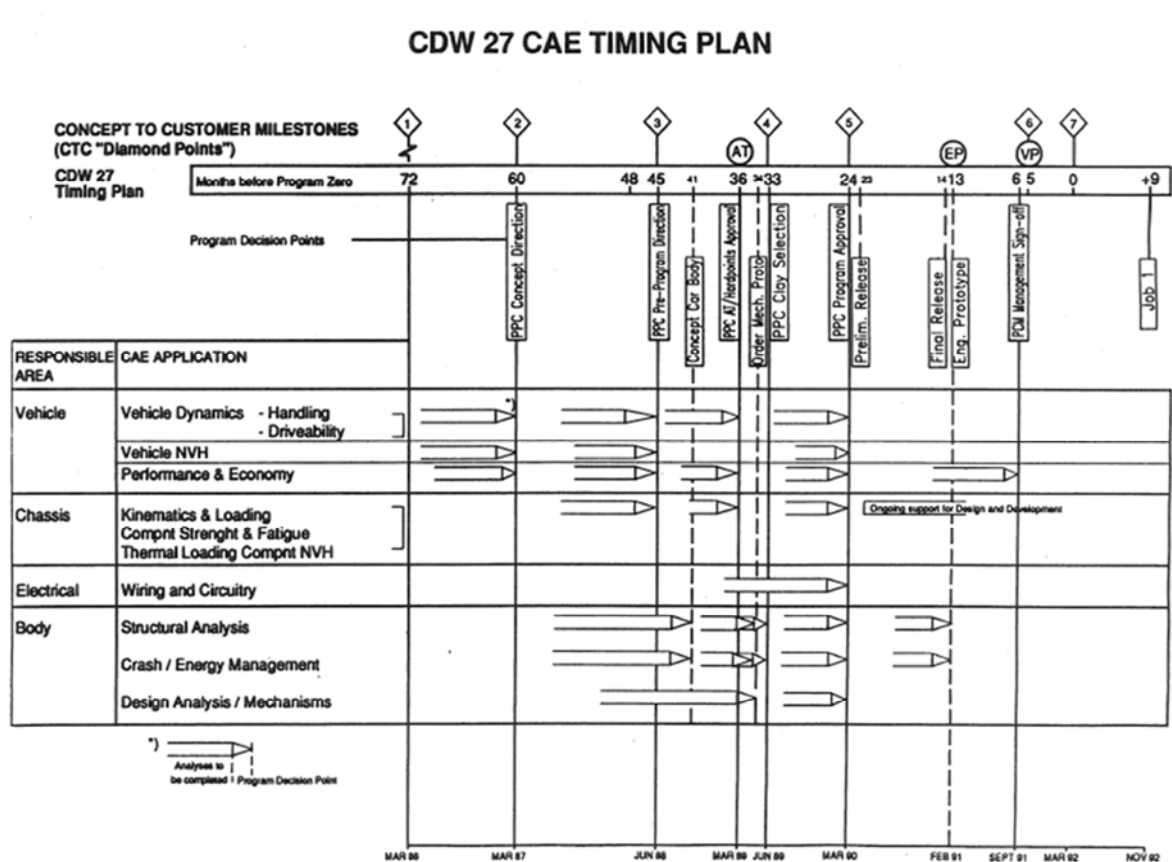 CDW 27 CAE TIMING PLAN
CONCEPT TO CUSTOMER MILESTONES
(CTC "Diamond Points")
1 2 3 4 5 6 7
AT EP VP
CDW 27
Timing Plan
Months before Program Zero
72 60 48 45 41 36 34 33 24 23 14 13 6 5 0 +9
Program Decision Points
PPC Concept Direction
PPC Pre-Program Direction
Concept Car Body
PPC AT/Hardpoints Approval
Order Mech. Proto
PPC Clay Selection
PPC Program Approval
Prelim. Release
Final Release
Eng. Prototype
PCM Management Sign-off
Job 1
RESPONSIBLE
AREA
CAE APPLICATION
Vehicle
Vehicle Dynamics - Handling
- Driveability
*)
Vehicle NVH
Performance & Economy
Chassis
Kinematics & Loading
Compnt Strenght & Fatigue
Thermal Loading Compnt NVH
Ongoing support for Design and Development
Electrical
Wiring and Circuitry
Body
Structural Analysis
Crash / Energy Management
Design Analysis / Mechanisms
*)
Analyses to
be completed
Program Decision Point
MAR 86 MAR 87 JUN 88 MAR 89 JUN 89 MAR 90 FEB 91 SEPT 91 MAR 92 NOV 92